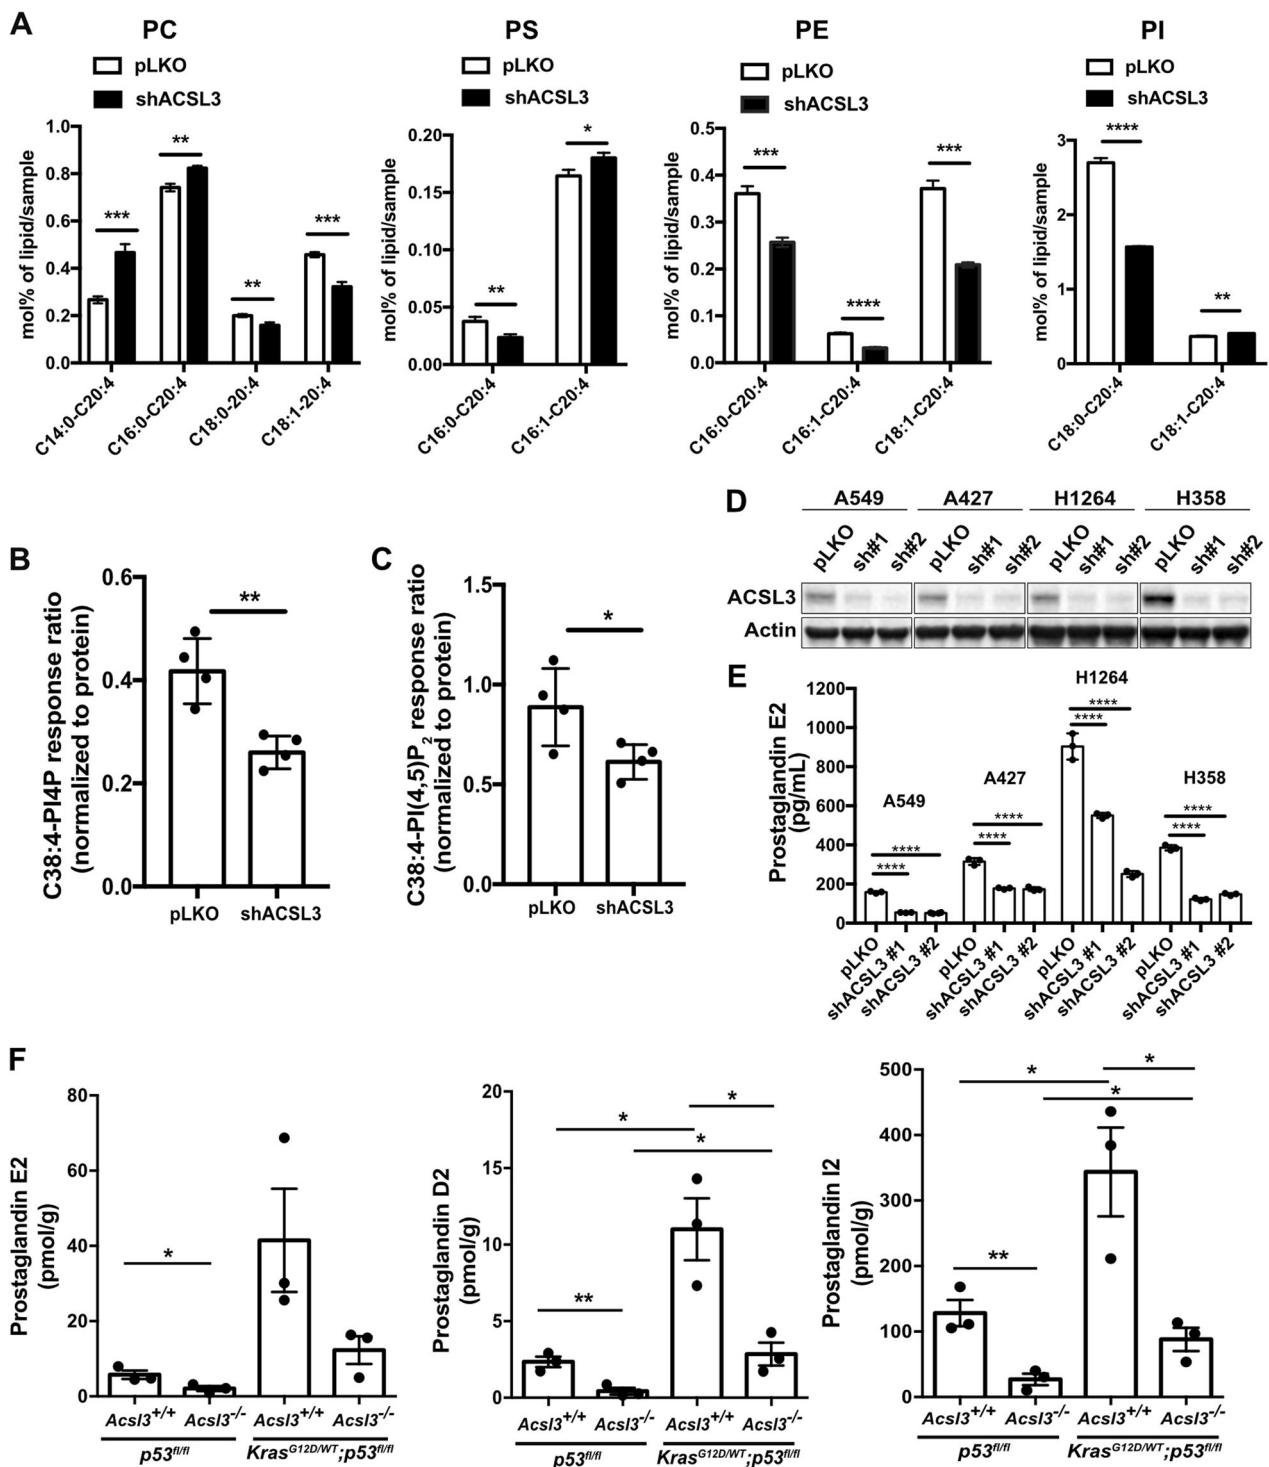 A
PC
pLKO
shACSL3
mol% of lipid/sample
1.0
0.8
0.6
0.4
0.2
0.0
***
**
**
***
C14:0-C20:4
C16:0-C20:4
C18:0-20:4
C18:1-20:4
PS
pLKO
shACSL3
mol% of lipid/sample
0.20
0.15
0.10
0.05
0.00
**
*
C16:0-C20:4
C16:1-C20:4
PE
pLKO
shACSL3
mol% of lipid/sample
0.5
0.4
0.3
0.2
0.1
0.0
***
****
***
C16:0-C20:4
C16:1-C20:4
C18:1-C20:4
PI
pLKO
shACSL3
mol% of lipid/sample
3
2
1
0
****
**
C18:0-C20:4
C18:1-C20:4
B
C38:4-PI4P response ratio
(normalized to protein)
0.6
0.4
0.2
0.0
**
pLKO shACSL3
C
C38:4-PI(4,5)P2 response ratio
(normalized to protein)
1.5
1.0
0.5
0.0
*
pLKO shACSL3
D
A549 A427 H1264 H358
pLKO sh#1 sh#2 pLKO sh#1 sh#2 pLKO sh#1 sh#2 pLKO sh#1 sh#2
ACSL3
Actin
E
Prostaglandin E2
(pg/mL)
1200
1000
800
600
400
200
0
A549
****
****
A427
****
****
H1264
****
****
H358
****
****
pLKO
shACSL3 #1
shACSL3 #2
pLKO
shACSL3 #1
shACSL3 #2
pLKO
shACSL3 #1
shACSL3 #2
pLKO
shACSL3 #1
shACSL3 #2
F
Prostaglandin E2
(pmol/g)
80
60
40
20
0
*
Acsl3+/+ Acsl3-/- Acsl3+/+ Acsl3-/-
p53fl/fl KrasG12D/WT;p53fl/fl
Prostaglandin D2
(pmol/g)
20
15
10
5
0
*
*
*
**
Acsl3+/+ Acsl3-/- Acsl3+/+ Acsl3-/-
p53fl/fl KrasG12D/WT;p53fl/fl
Prostaglandin I2
(pmol/g)
500
400
300
200
100
0
*
*
*
**
Acsl3+/+ Acsl3-/- Acsl3+/+ Acsl3-/-
p53fl/fl KrasG12D/WT;p53fl/fl